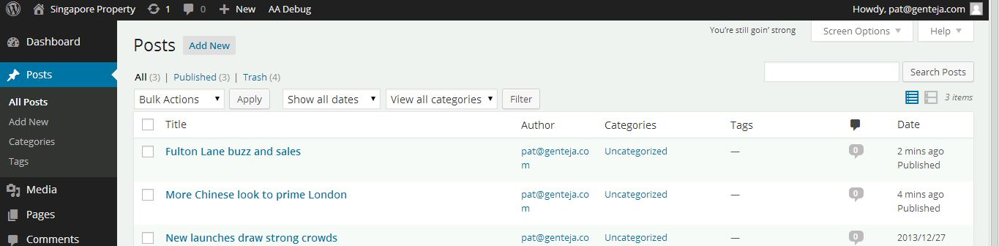 Singapore Property 1 0 + New AA Debug Howdy, pat@genteja.com
Dashboard
Posts
All Posts
Add New
Categories
Tags
Media
Pages
Comments
You're still goin' strong Screen Options Help
Posts Add New
All (3) | Published (3) | Trash (4)
Search Posts
Bulk Actions Apply Show all dates View all categories Filter
3 items
Title Author Categories Tags Date
Fulton Lane buzz and sales pat@genteja.co Uncategorized — 0 2 mins ago
m Published
More Chinese look to prime London pat@genteja.co Uncategorized — 0 4 mins ago
m Published
New launches draw strong crowds pat@genteja.co Uncategorized — 0 2013/12/27